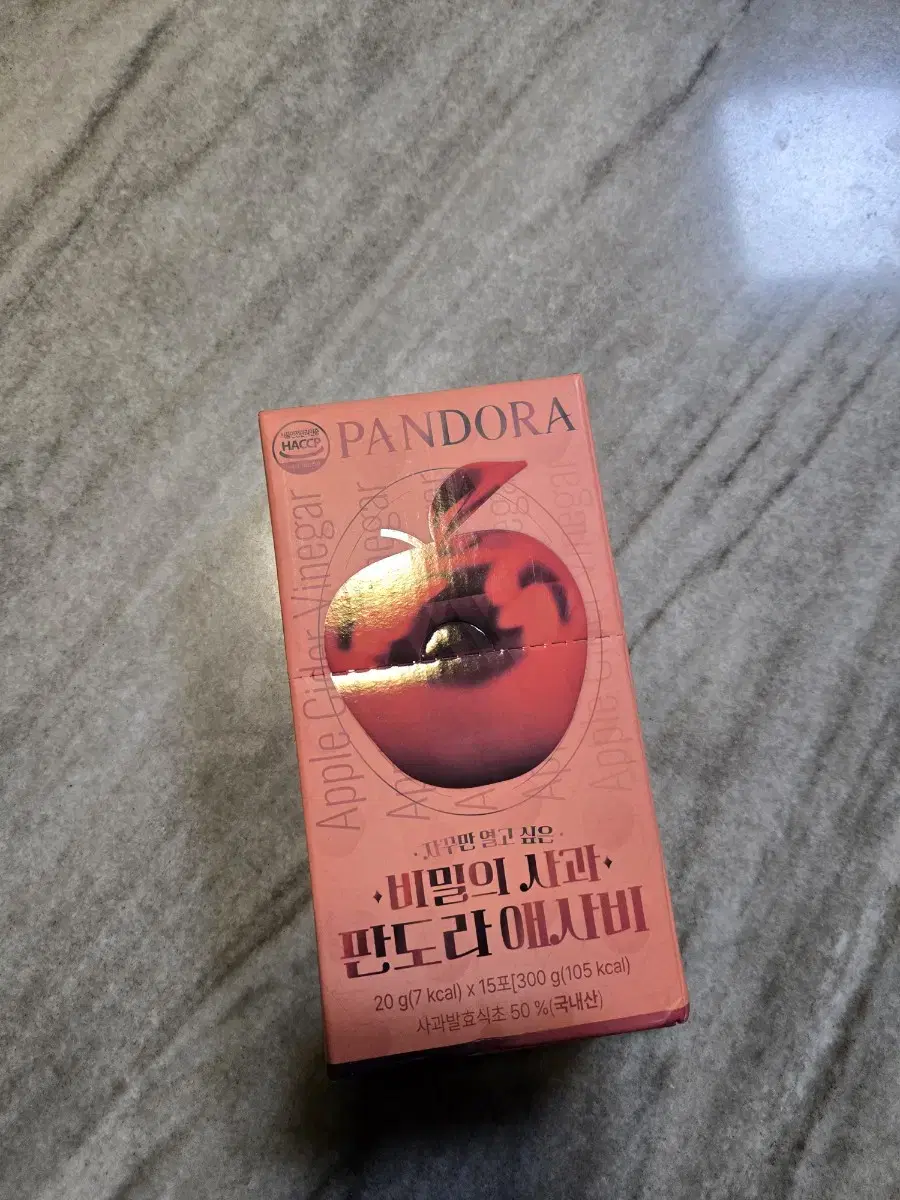 HACCP
PANDORA
Apple Cider Vinegar
자꾸만 열고 싶은
비밀의 사과
판도라 애사비
20 g(7 kcal) x 15포[300 g(105 kcal)
사과발효식초 50 %(국내산)